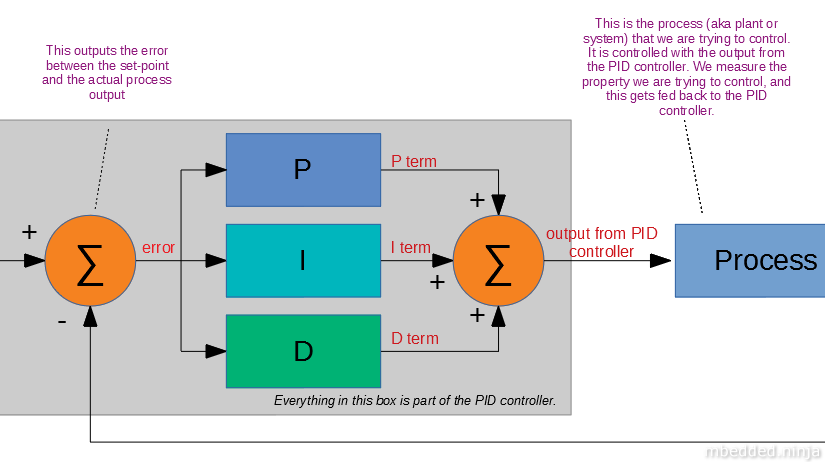 This outputs the error
between the set-point
and the actual process
output
This is the process (aka plant or
system) that we are trying to control.
It is controlled with the output from
the PID controller. We measure the
property we are trying to control, and
this gets fed back to the PID
controller.
+
∑
-
error
P
P term
I
I term
D
D term
+
+
+
∑
output from PID
controller
Process
Everything in this box is part of the PID controller.
mbedded.ninja